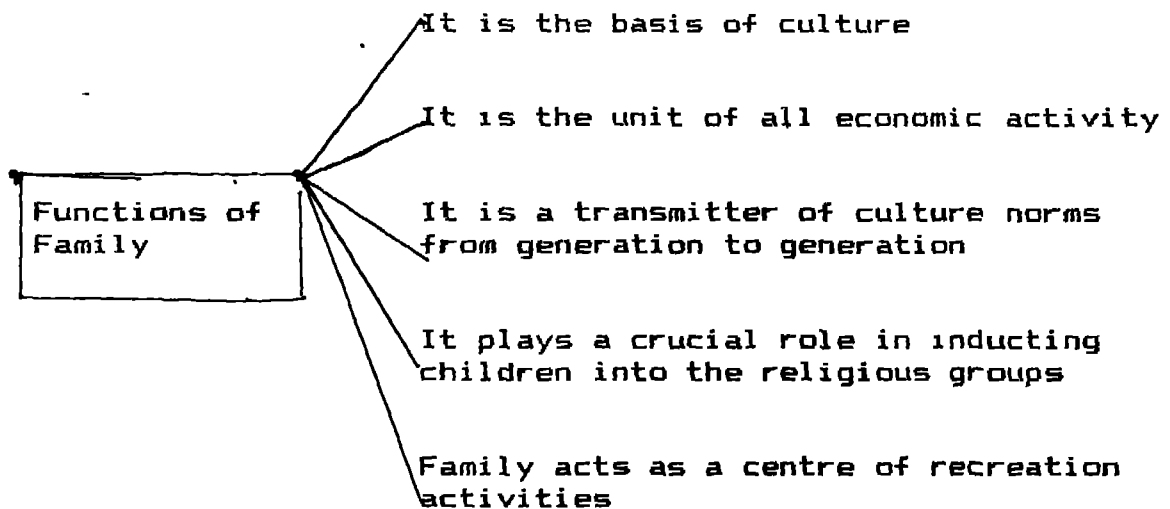 It is the basis of culture
It is the unit of all economic activity
Functions of
Family
It is a transmitter of culture norms
from generation to generation
It plays a crucial role in inducting
children into the religious groups
Family acts as a centre of recreation
activities